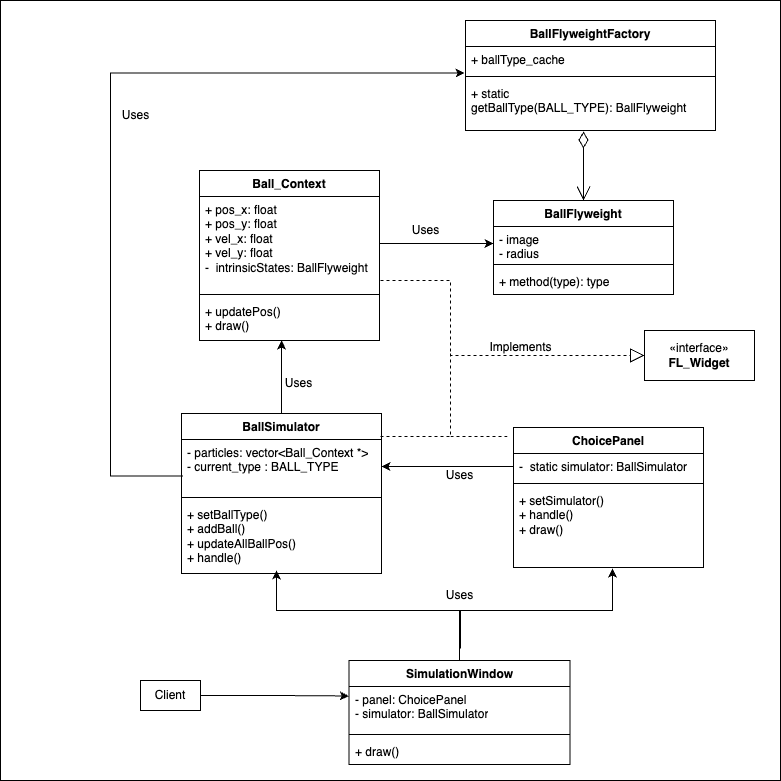 BallFlyweightFactory
+ ballType_cache
+ static
getBallType(BALL_TYPE): BallFlyweight
Uses
Ball_Context
+ pos_x: float
+ pos_y: float
+ vel_x: float
+ vel_y: float
- intrinsicStates: BallFlyweight
+ updatePos()
+ draw()
Uses
BallFlyweight
- image
- radius
+ method(type): type
Implements
«interface»
FL_Widget
Uses
BallSimulator
- particles: vector<Ball_Context *>
- current_type : BALL_TYPE
+ setBallType()
+ addBall()
+ updateAllBallPos()
+ handle()
Uses
ChoicePanel
- static simulator: BallSimulator
+ setSimulator()
+ handle()
+ draw()
Uses
Client
SimulationWindow
- panel: ChoicePanel
- simulator: BallSimulator
+ draw()